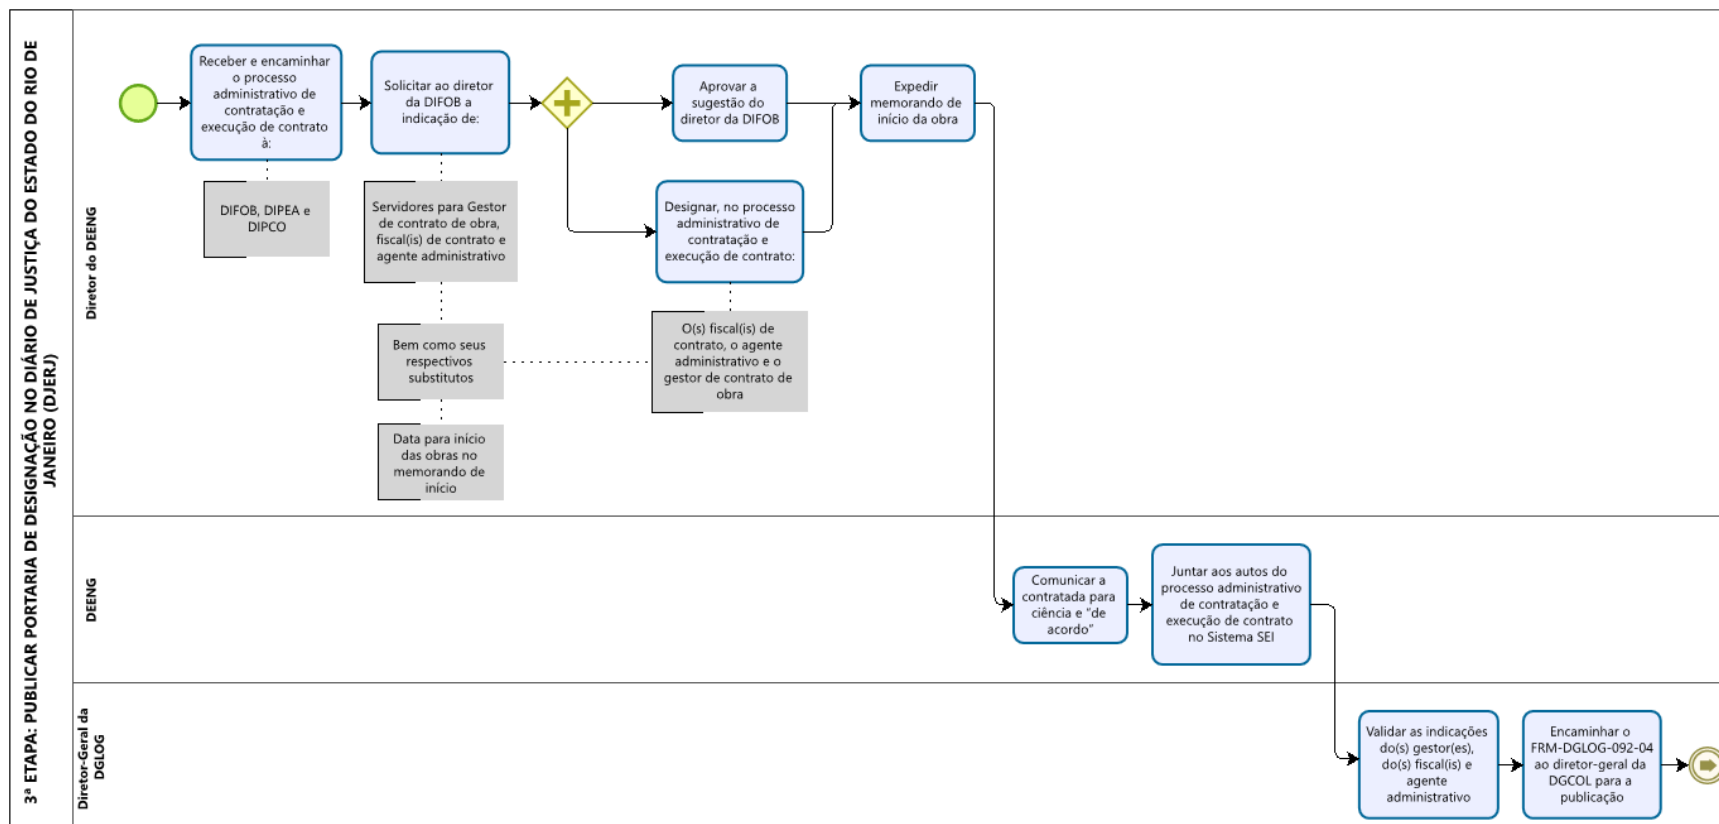 3ª ETAPA: PUBLICAR PORTARIA DE DESIGNAÇÃO NO DIÁRIO DE JUSTIÇA DO ESTADO DO RIO DE
JANEIRO (DJERJ)
Diretor do DEENG
Receber e encaminhar
o processo
administrativo de
contratação e
execução de contrato
à:
DIFOB, DIPEA e
DIPCO
Solicitar ao diretor
da DIFOB a
indicação de:
Servidores para Gestor
de contrato de obra,
fiscal(is) de contrato e
agente administrativo
Bem como seus
respectivos
substitutos
Data para início
das obras no
memorando de
início
Aprovar a
sugestão do
diretor da DIFOB
Designar, no processo
administrativo de
contratação e
execução de contrato:
O(s) fiscal(is) de
contrato, o agente
administrativo e o
gestor de contrato de
obra
Expedir
memorando de
início da obra
DEENG
Comunicar a
contratada para
ciência e "de
acordo"
Juntar aos autos do
processo administrativo
de contratação e
execução de contrato
no Sistema SEI
Diretor-Geral da
DGLOG
Validar as indicações
do(s) gestor(es),
do(s) fiscal(is) e
agente
administrativo
Encaminhar o
FRM-DGLOG-092-04
ao diretor-geral da
DGCOL para a
publicação